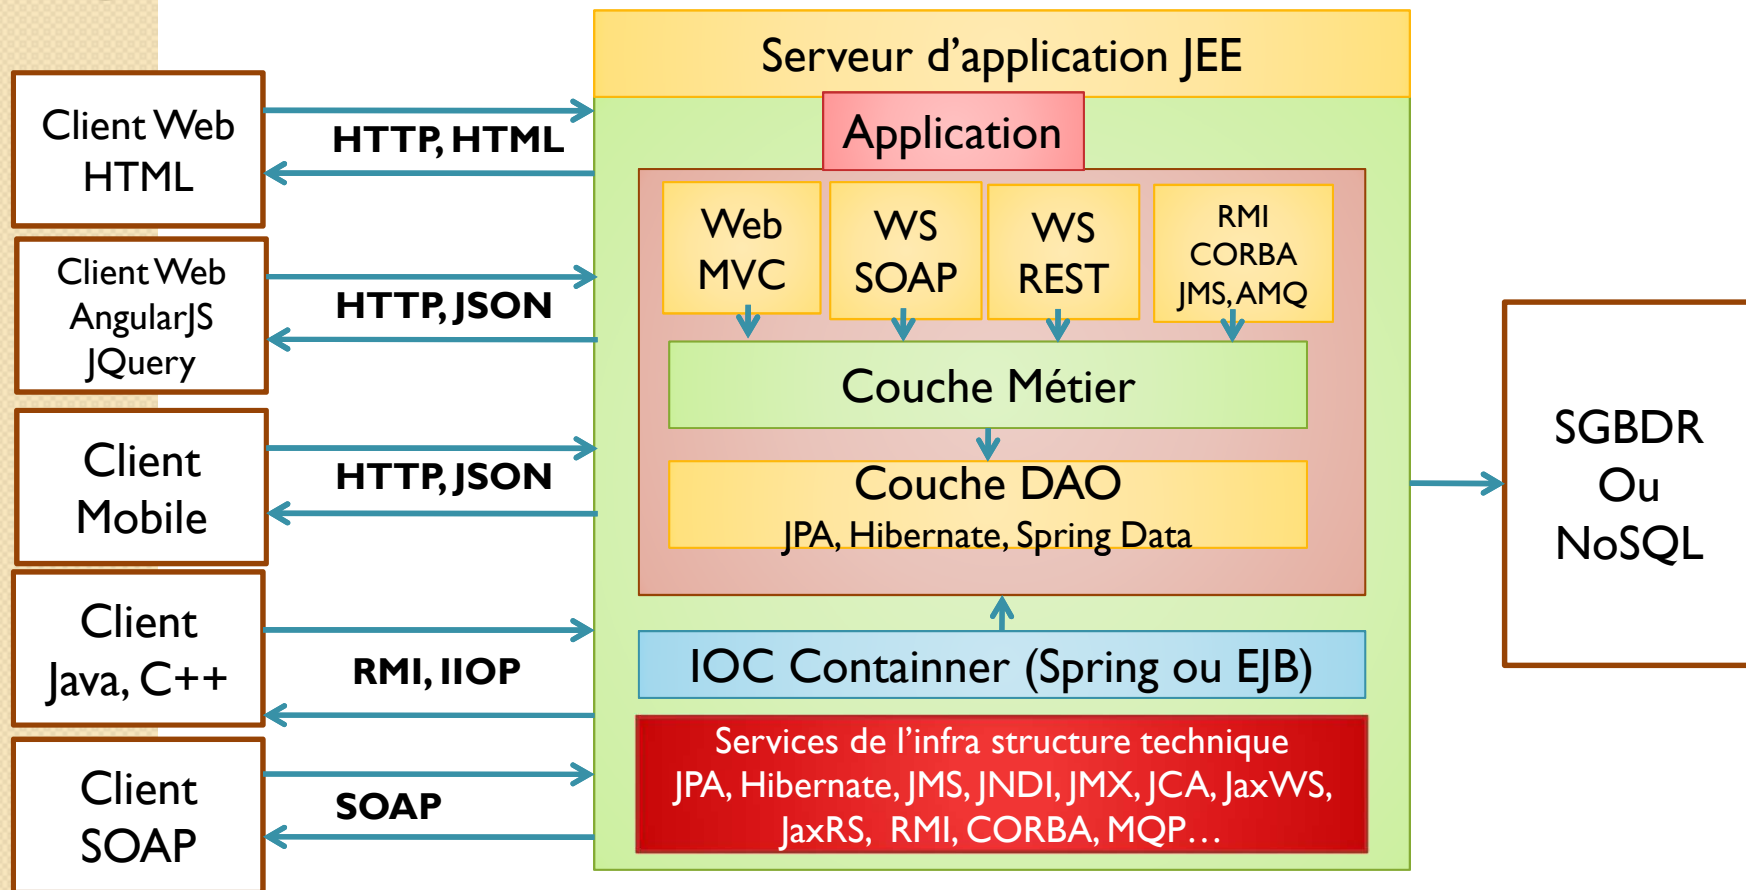 Serveur d'application JEE
Application
Client Web
HTML
HTTP, HTML
Client Web
AngularJS
JQuery
HTTP, JSON
Client
Mobile
HTTP, JSON
Client
Java, C++
RMI, IIOP
Client
SOAP
SOAP
Web
MVC
WS
SOAP
WS
REST
RMI
CORBA
JMS, AMQ
Couche Métier
Couche DAO
JPA, Hibernate, Spring Data
IOC Containner (Spring ou EJB)
Services de l'infra structure technique
JPA, Hibernate, JMS, JNDI, JMX, JCA, JaxWS,
JaxRS, RMI, CORBA, MQP…
SGBDR
Ou
NoSQL